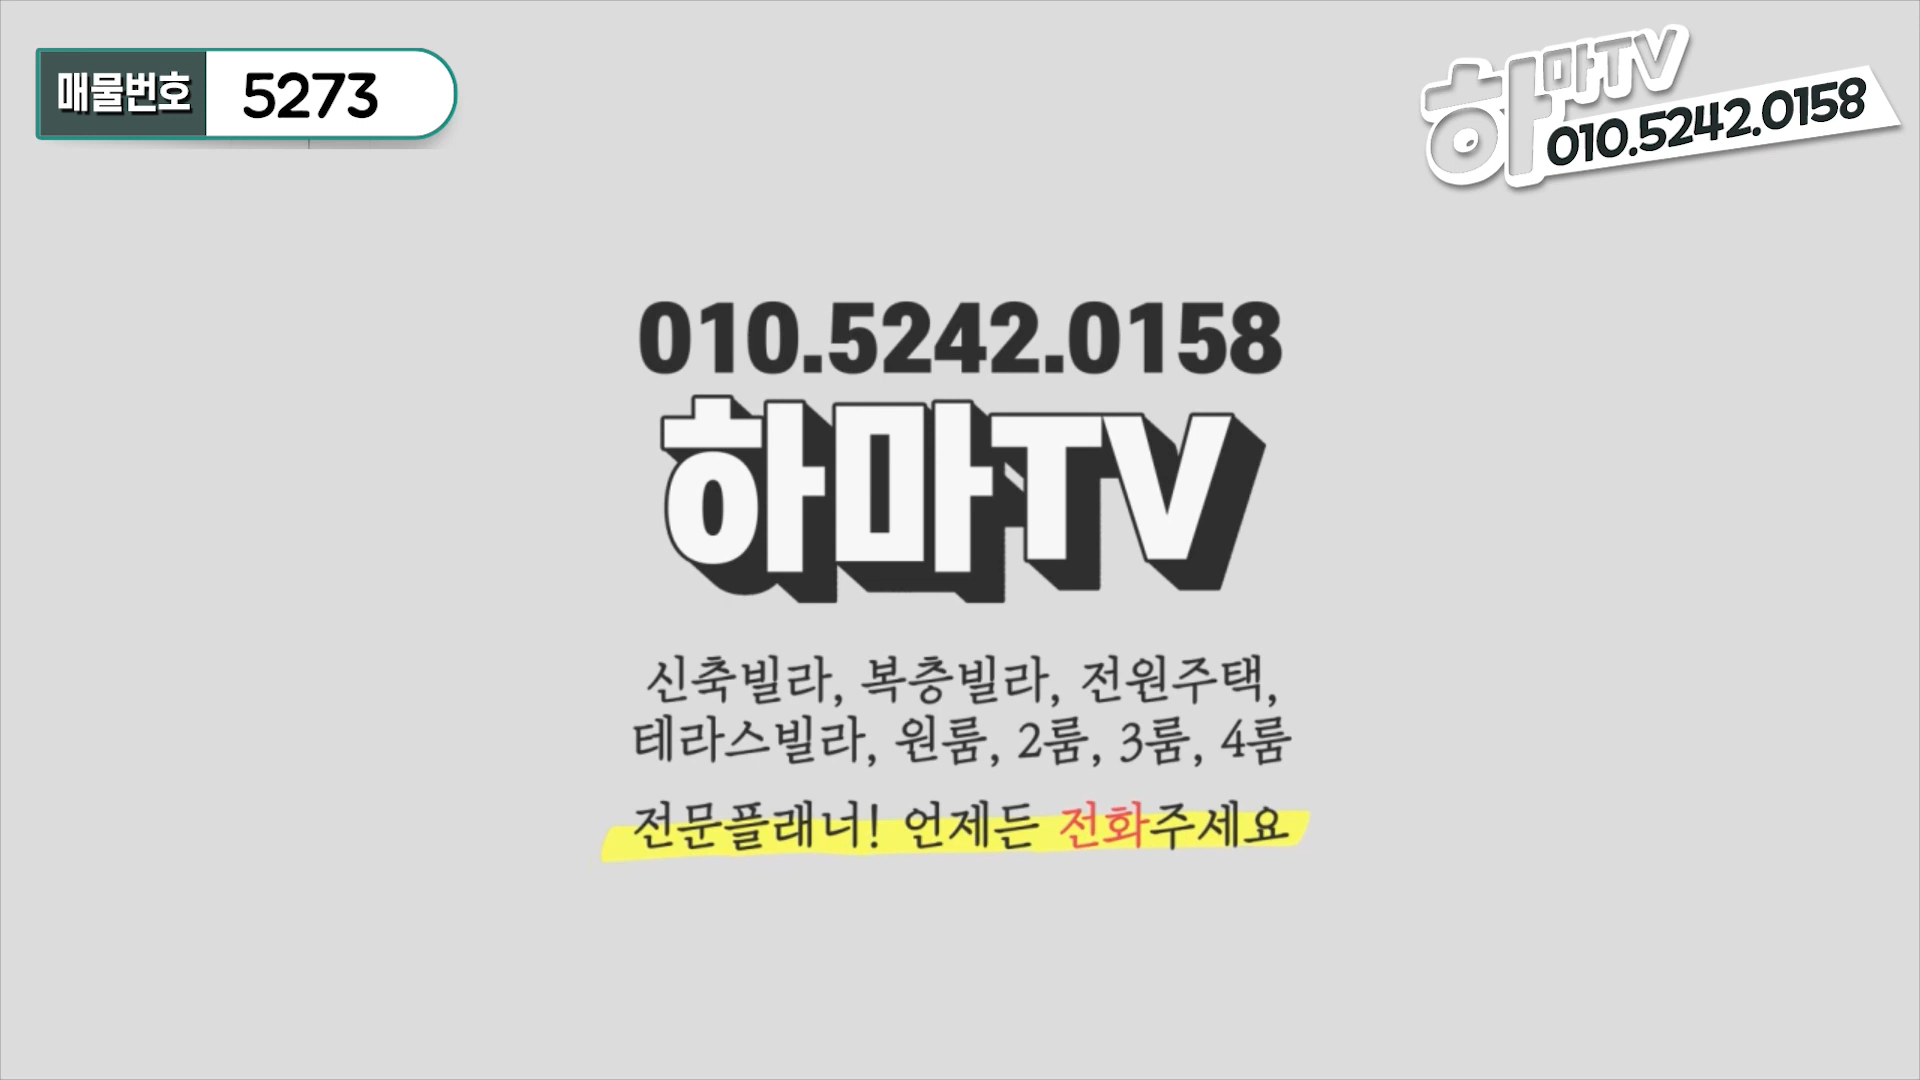 매물번호 5273
하마TV
010.5242.0158
010.5242.0158
하마TV
신축빌라, 복층빌라, 전원주택,
테라스빌라, 원룸, 2룸, 3룸, 4룸
전문플래너! 언제든 전화주세요